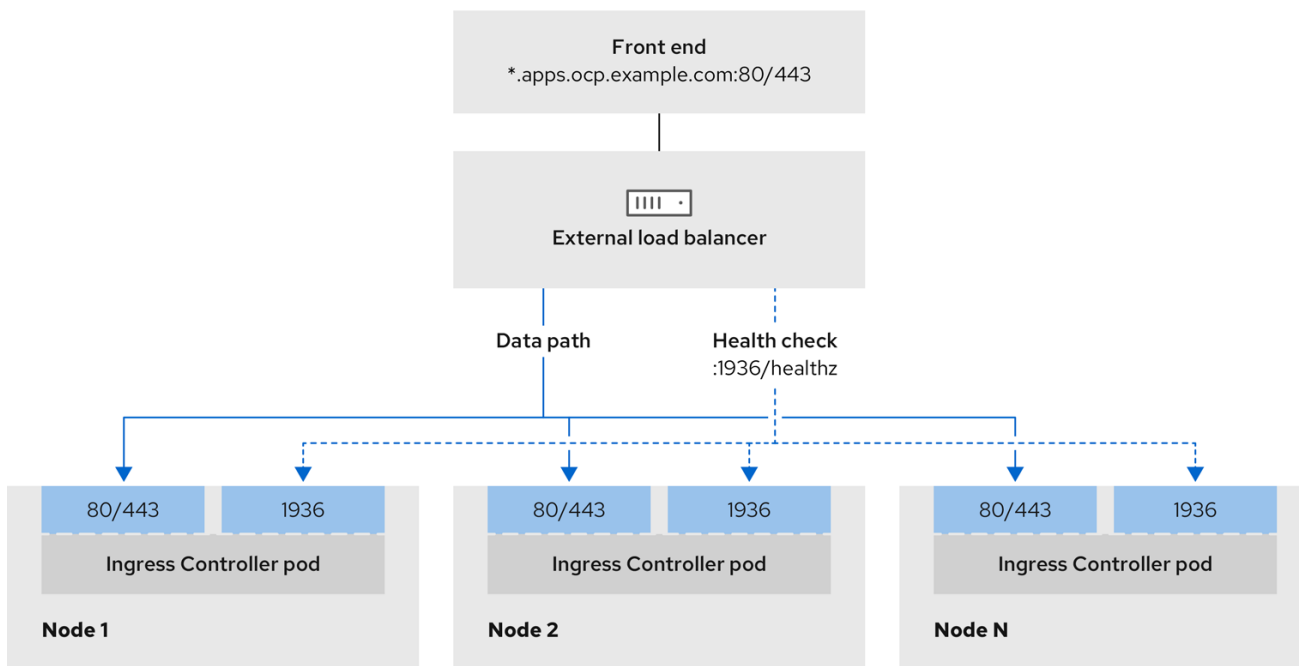 Front end
*.apps.ocp.example.com:80/443
External load balancer
Data path
Health check
:1936/healthz
80/443
1936
80/443
1936
80/443
1936
Ingress Controller pod
Ingress Controller pod
Ingress Controller pod
Node 1
Node 2
Node N